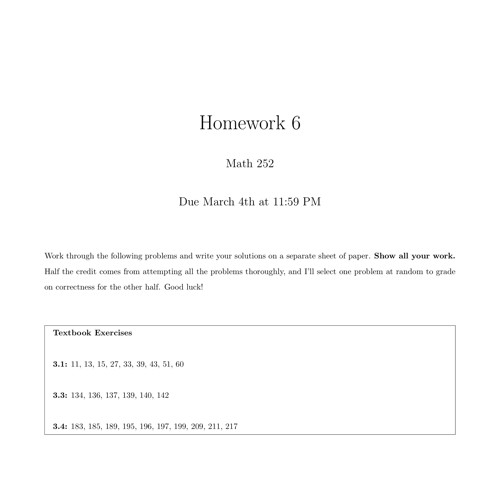 Homework 6
Math 252
Due March 4th at 11:59 PM
Work through the following problems and write your solutions on a separate sheet of paper. Show all your work.
Half the credit comes from attempting all the problems thoroughly, and I'll select one problem at random to grade
on correctness for the other half. Good luck!
Textbook Exercises
3.1: 11, 13, 15, 27, 33, 39, 43, 51, 60
3.3: 134, 136, 137, 139, 140, 142
3.4: 183, 185, 189, 195, 196, 197, 199, 209, 211, 217